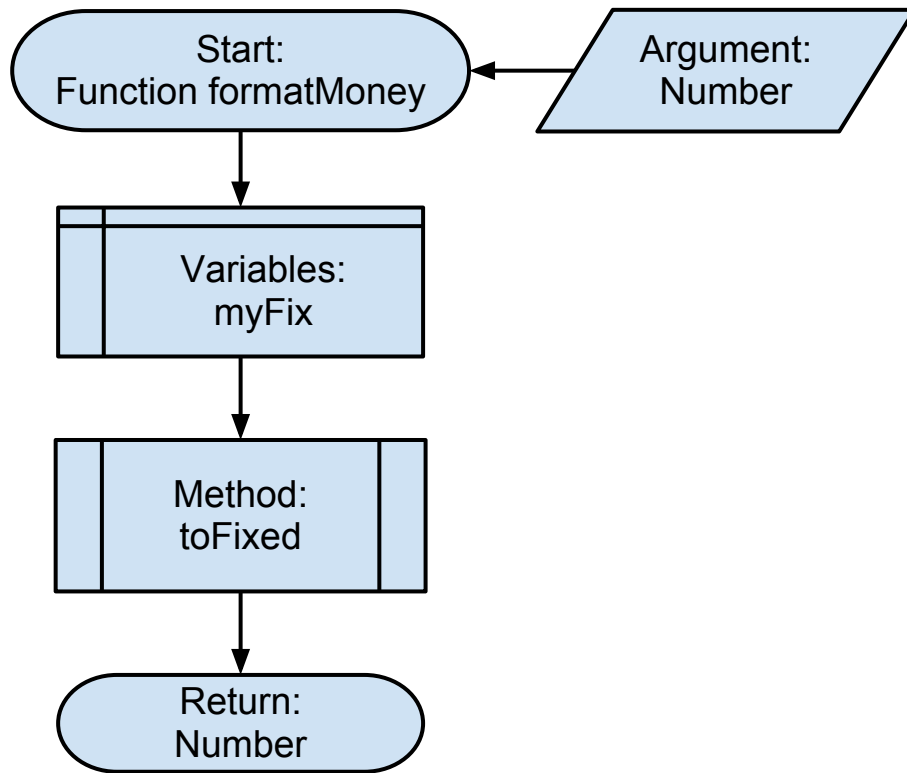 Start:
Function formatMoney
Argument:
Number
Variables:
myFix
Method:
toFixed
Return:
Number